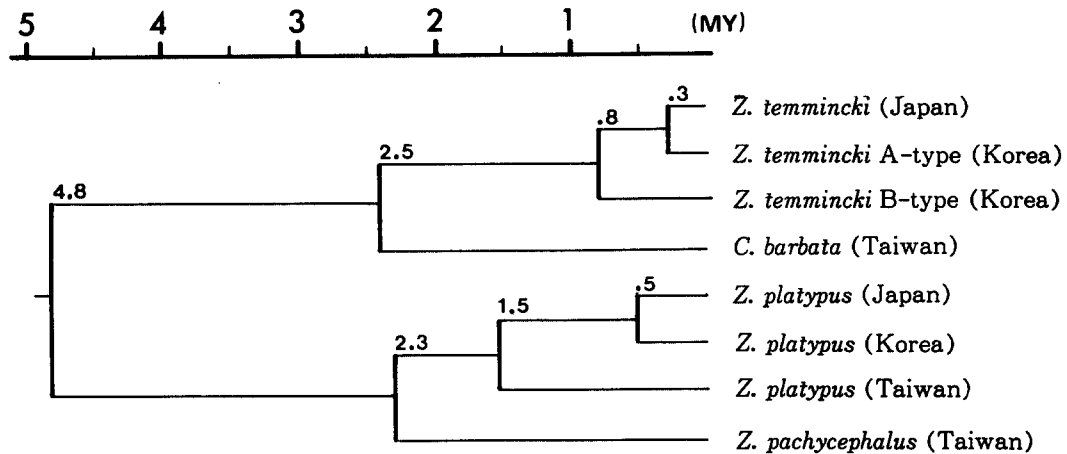 5 4 3 2 1 (MY)
.3
Z. temmincki (Japan)
.8
Z. temmincki A-type (Korea)
2.5
Z. temmincki B-type (Korea)
4.8
C. barbata (Taiwan)
.5
Z. platypus (Japan)
1.5
Z. platypus (Korea)
2.3
Z. platypus (Taiwan)
Z. pachycephalus (Taiwan)